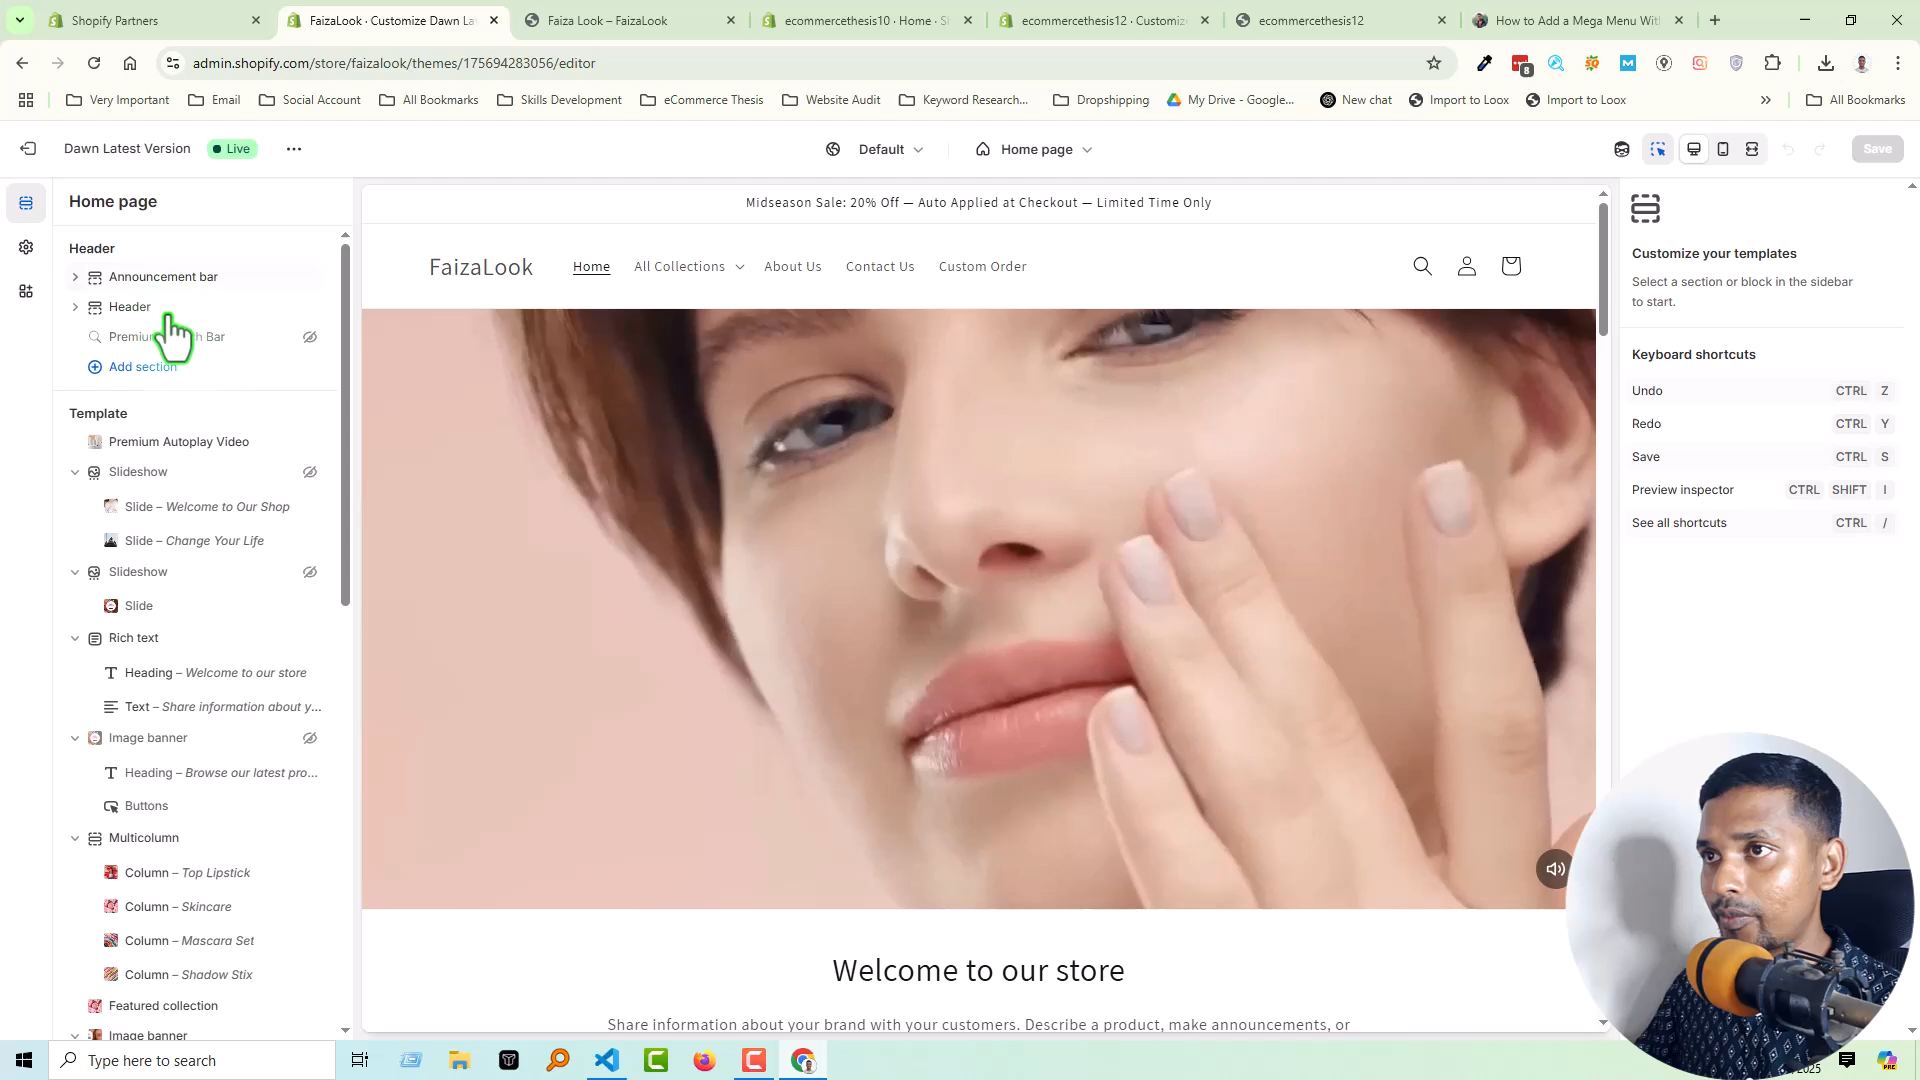 Shopify Partners
FaizaLook · Customize Dawn La
Faiza Look – FaizaLook
ecommercethesis10 · Home · S
ecommercethesis12 · Customiz
ecommercethesis12
How to Add a Mega Menu Wit
admin.shopify.com/store/faizalook/themes/175694283056/editor
8
Very Important
Email
Social Account
All Bookmarks
Skills Development
eCommerce Thesis
Website Audit
Keyword Research...
Dropshipping
My Drive - Google...
New chat
Import to Loox
Import to Loox
»
All Bookmarks
Dawn Latest Version
Live
Default
Home page
Save
Home page
Header
Announcement bar
Header
Bar
Add section
Template
Premium Autoplay Video
Slideshow
Slide – Welcome to Our Shop
Slide – Change Your Life
Slideshow
Slide
Rich text
Heading – Welcome to our store
Text – Share information about y...
Image banner
Heading – Browse our latest pro...
Buttons
Multicolumn
Column – Top Lipstick
Column – Skincare
Column – Mascara Set
Column – Shadow Stix
Featured collection
Image banner
Midseason Sale: 20% Off — Auto Applied at Checkout — Limited Time Only
FaizaLook
Home
All Collections
About Us
Contact Us
Custom Order
Welcome to our store
Share information about your brand with your customers. Describe a product, make announcements, or
Customize your templates
Select a section or block in the sidebar
to start.
Keyboard shortcuts
Undo CTRL Z
Redo CTRL Y
Save CTRL S
Preview inspector CTRL SHIFT I
See all shortcuts CTRL /
Type here to search
2025
PRE